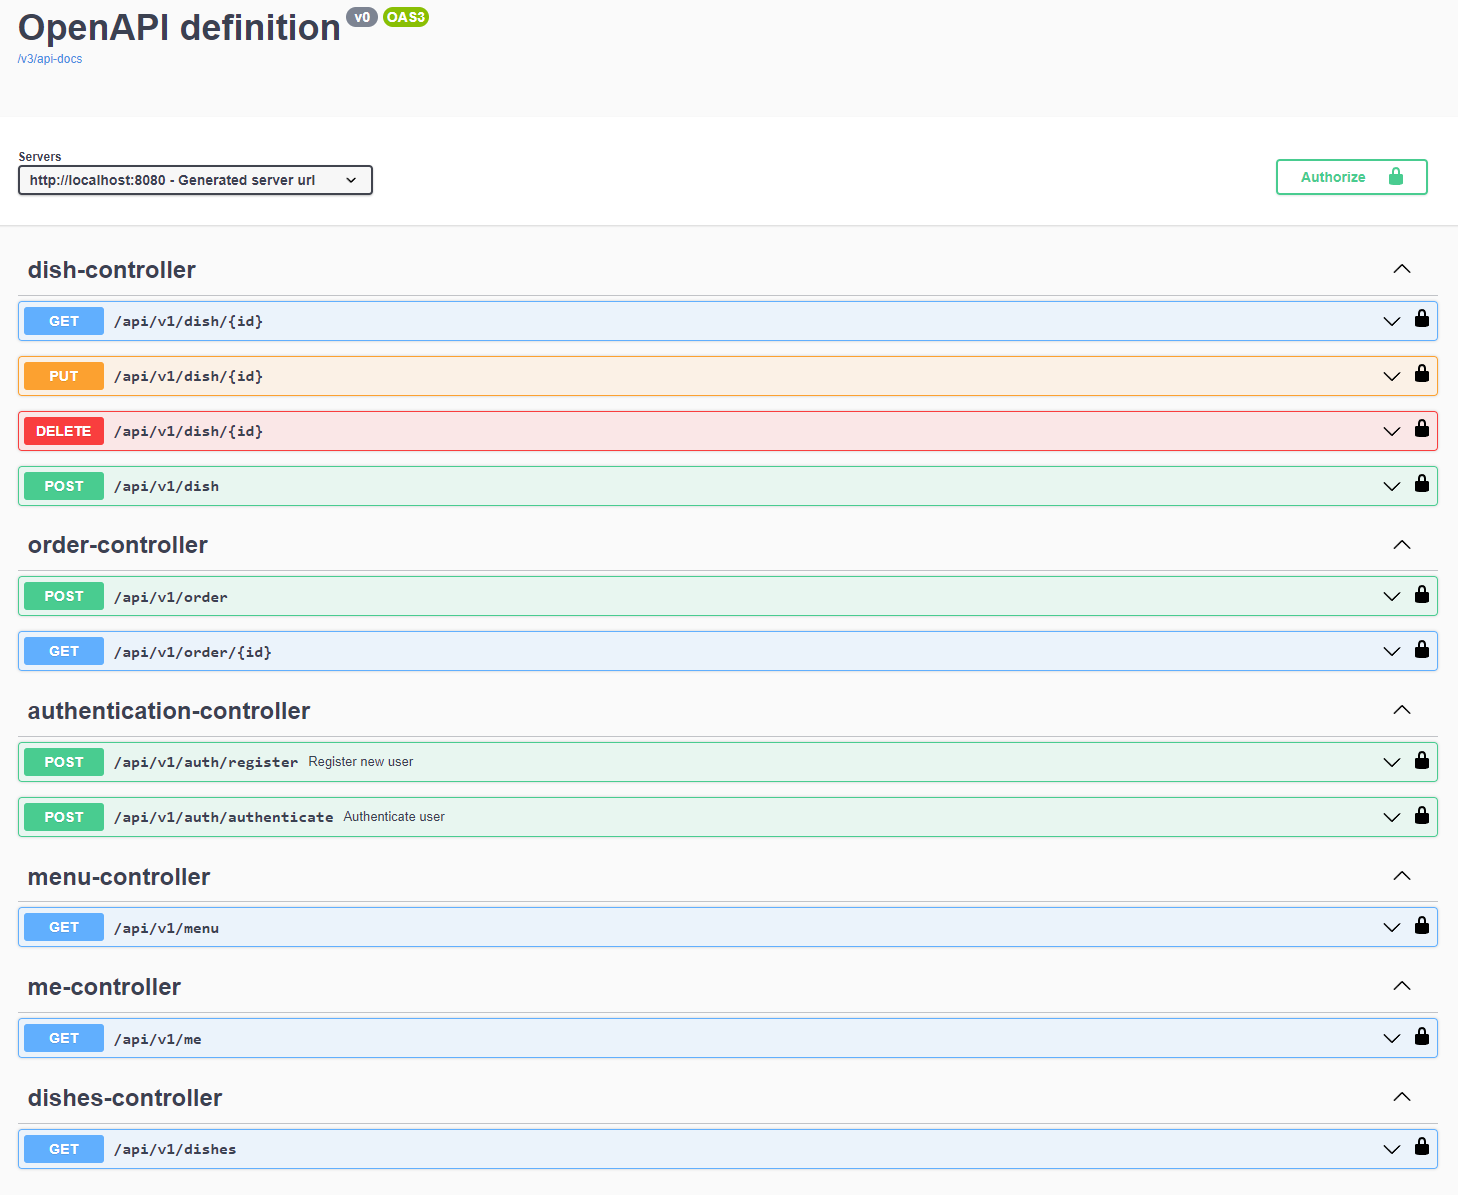 OpenAPI definition v0 OAS3
/v3/api-docs
Servers
http://localhost:8080 - Generated server url
Authorize
dish-controller
GET /api/v1/dish/{id}
PUT /api/v1/dish/{id}
DELETE /api/v1/dish/{id}
POST /api/v1/dish
order-controller
POST /api/v1/order
GET /api/v1/order/{id}
authentication-controller
POST /api/v1/auth/register Register new user
POST /api/v1/auth/authenticate Authenticate user
menu-controller
GET /api/v1/menu
me-controller
GET /api/v1/me
dishes-controller
GET /api/v1/dishes